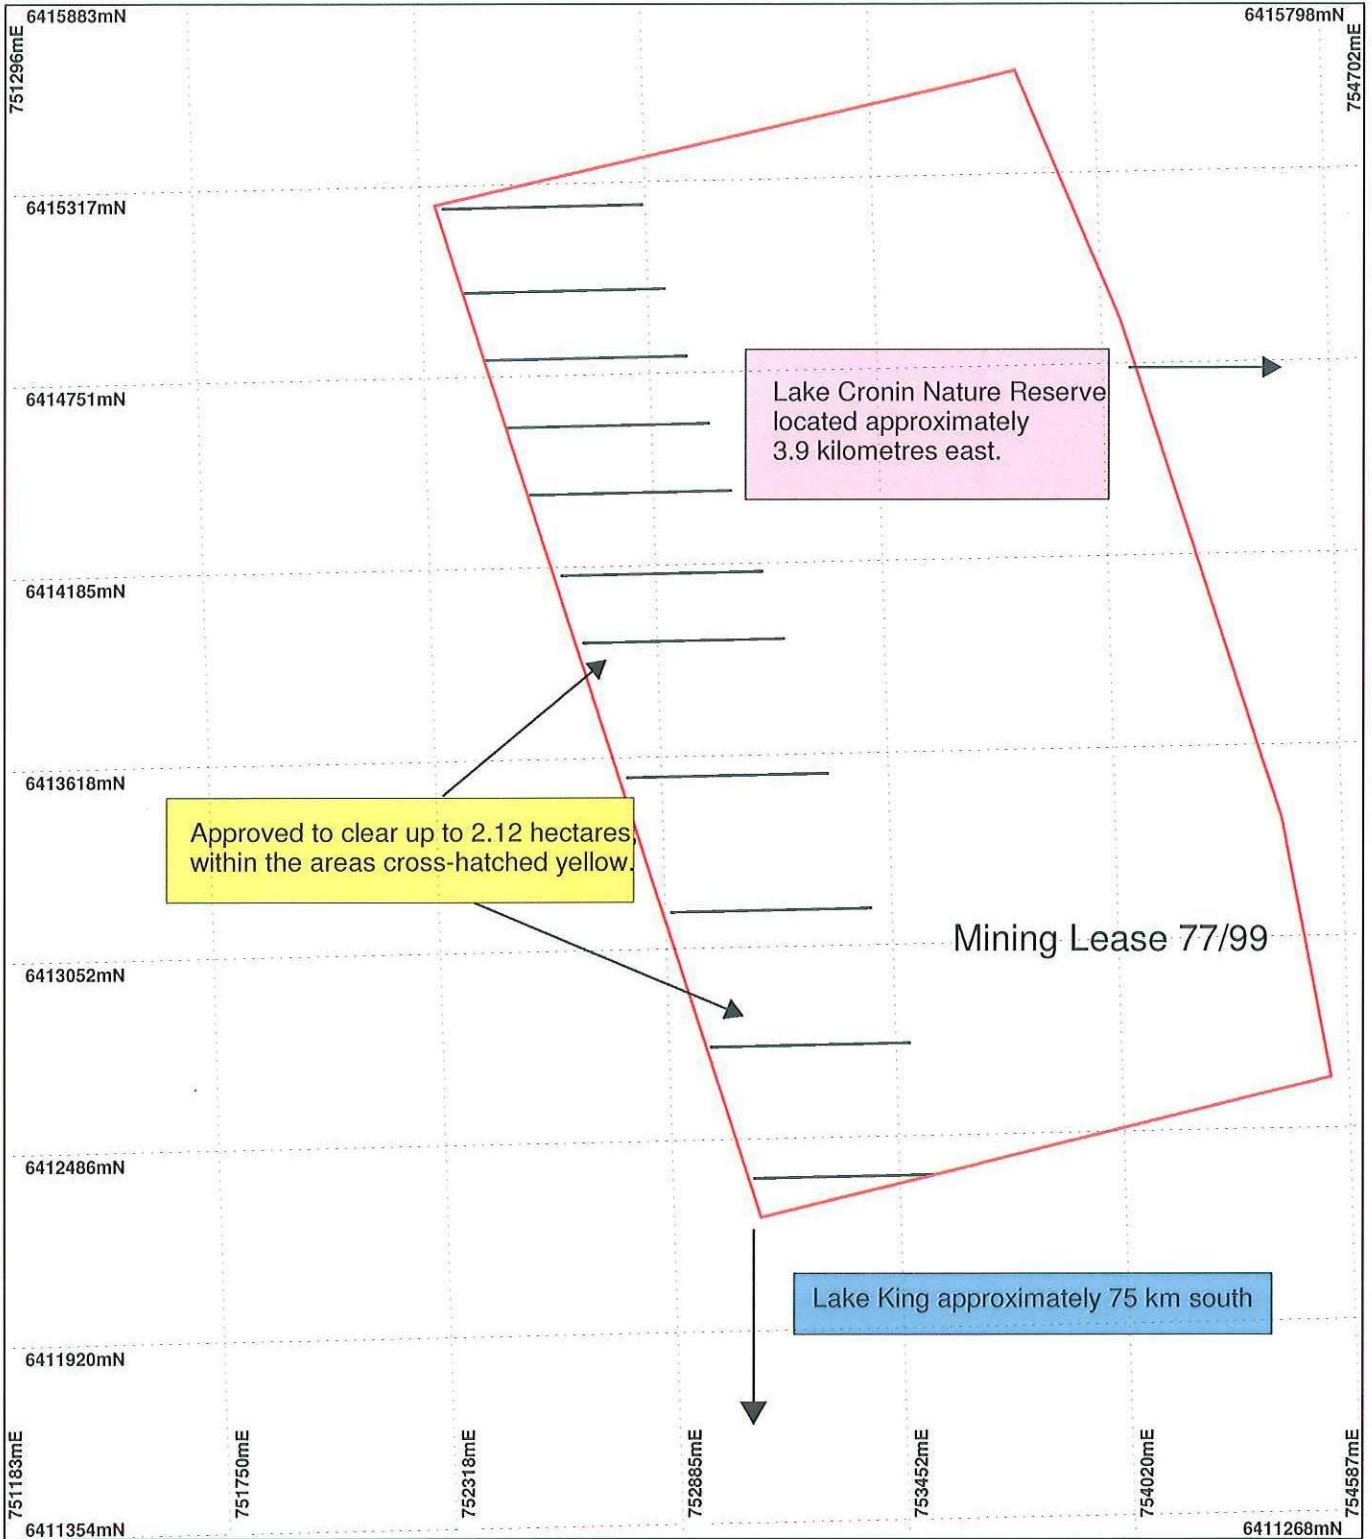 6415883mN
6415798mN
751296mE
754702mE
6415317mN
Lake Cronin Nature Reserve
located approximately
3.9 kilometres east.
6414751mN
6414185mN
6413618mN
Approved to clear up to 2.12 hectares
within the areas cross-hatched yellow.
Mining Lease 77/99
6413052mN
6412486mN
Lake King approximately 75 km south
6411920mN
751183mE
751750mE
752318mE
752885mE
753452mE
754020mE
754587mE
6411354mN
6411268mN